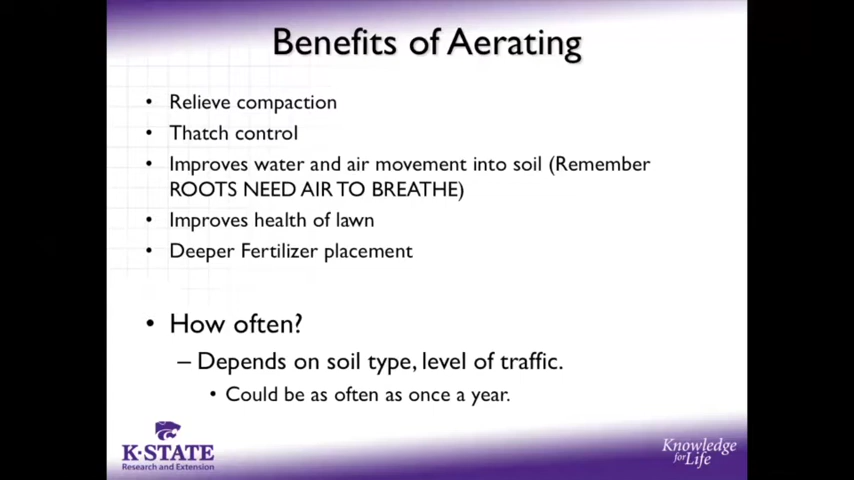 Benefits of Aerating
• Relieve compaction
• Thatch control
• Improves water and air movement into soil (Remember
ROOTS NEED AIR TO BREATHE)
• Improves health of lawn
• Deeper Fertilizer placement
• How often?
– Depends on soil type, level of traffic.
• Could be as often as once a year.
K-STATE
Research and Extension
Knowledge
for Life